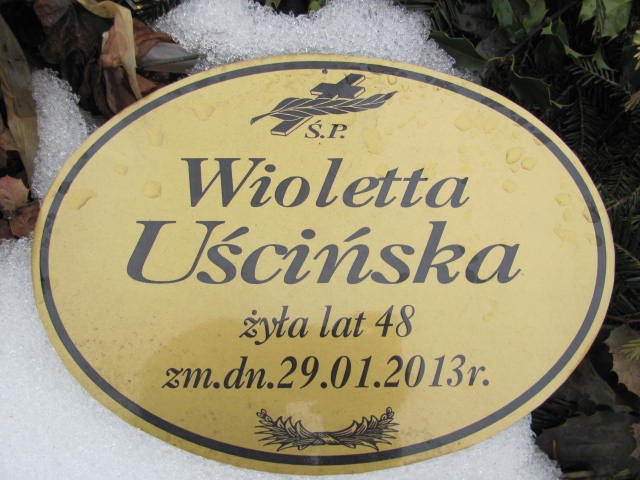 Ś.P.
Wioletta
Uścińska
żyła lat 48
zm.dn.29.01.2013r.